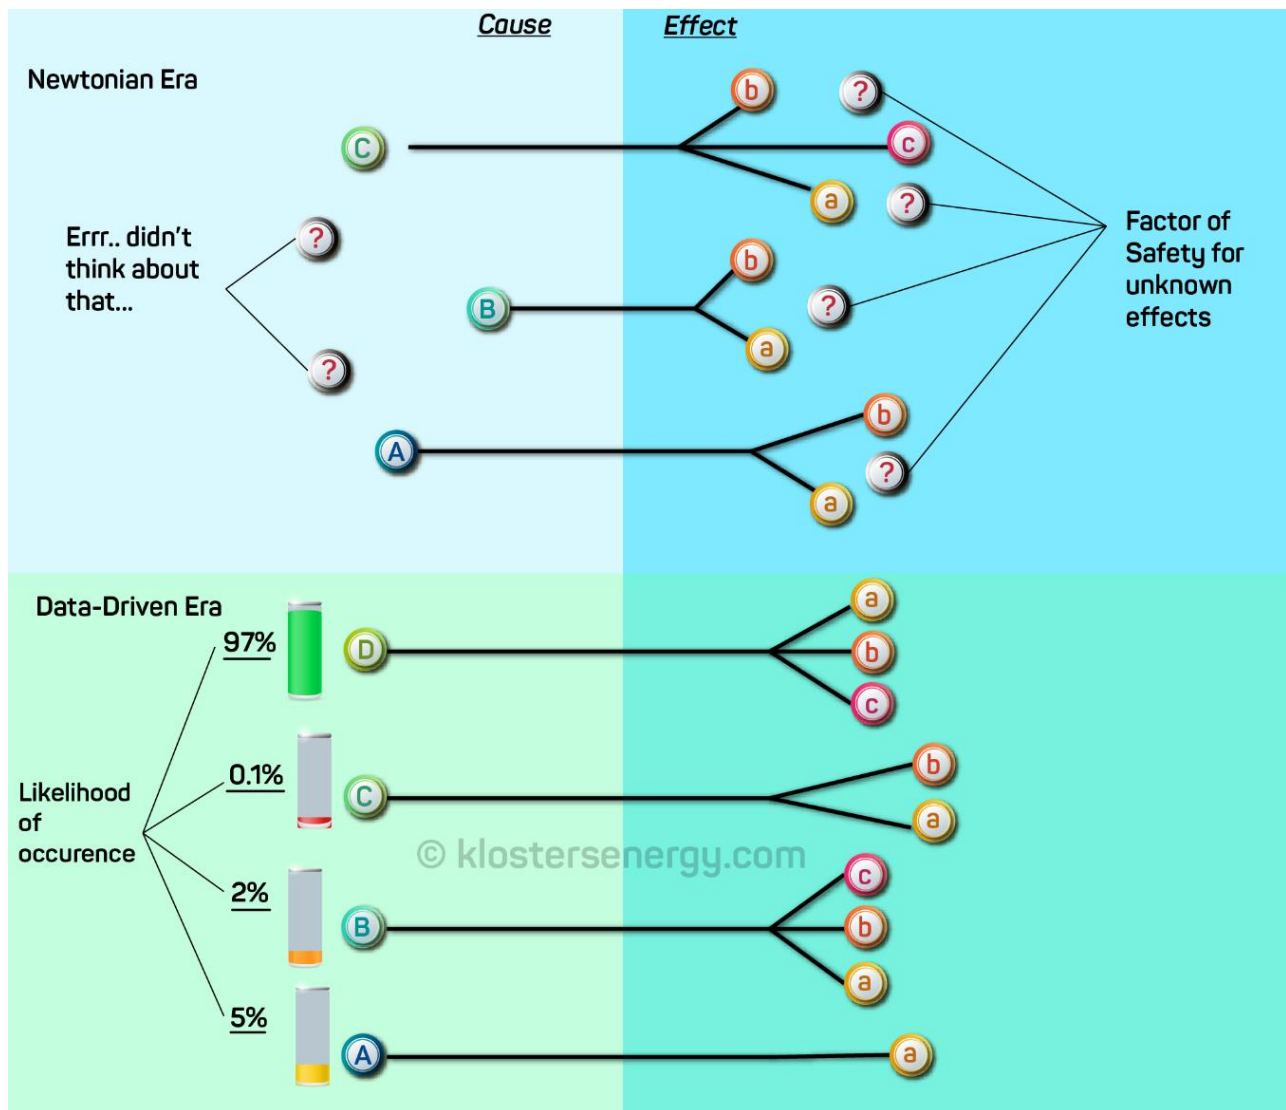 Cause
Effect
Newtonian Era
b
?
C
c
a
?
?
Errr.. didn't
think about
that...
b
Factor of
Safety for
unknown
effects
B
?
a
?
A
b
?
a
Data-Driven Era
a
97%
D
b
c
0.1%
b
Likelihood
of
occurence
C
a
© klostersenergy.com
2%
c
B
b
a
5%
A
a